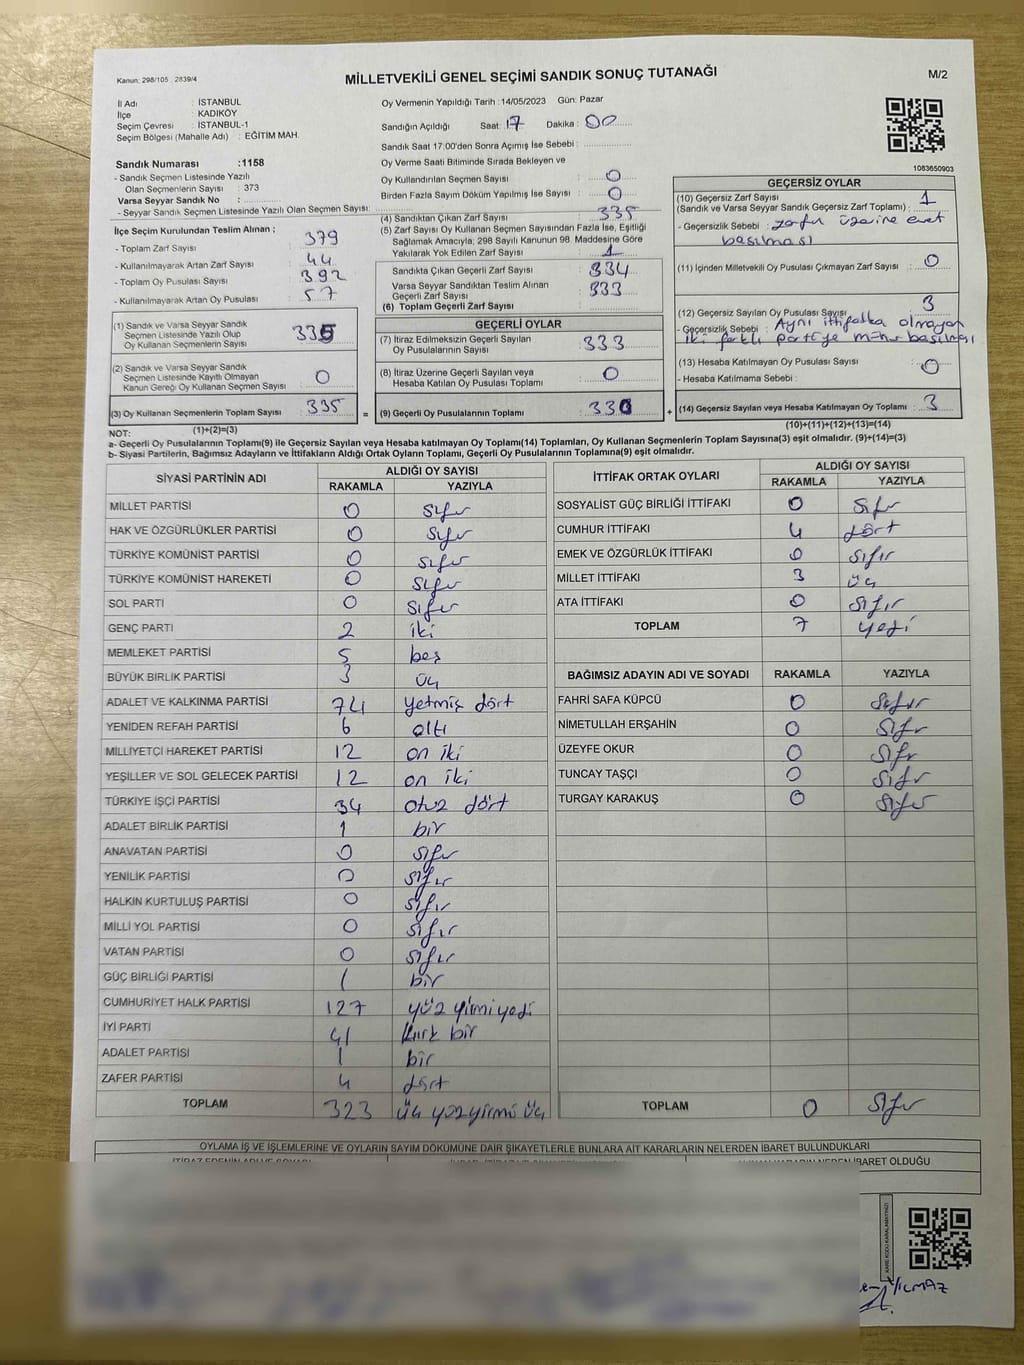 Kanun: 298/105 . 2839/4
MİLLETVEKİLİ GENEL SEÇİMİ SANDIK SONUÇ TUTANAĞI
M/2
İl Adı : İSTANBUL
İlçe : KADIKÖY
Seçim Çevresi : İSTANBUL-1
Seçim Bölgesi (Mahalle Adı) : EĞİTİM MAH.
Sandık Numarası :1158
- Sandık Seçmen Listesinde Yazılı
Olan Seçmenlerin Sayısı : 373
Varsa Seyyar Sandık No :
- Seyyar Sandık Seçmen Listesinde Yazılı Olan Seçmen Sayısı:
İlçe Seçim Kurulundan Teslim Alınan ;
- Toplam Zarf Sayısı : 379
- Kullanılmayarak Artan Zarf Sayısı : 44
- Toplam Oy Pusulası Sayısı : 392
- Kullanılmayarak Artan Oy Pusulası : 57
(1) Sandık ve Varsa Seyyar Sandık
Seçmen Listesinde Yazılı Olup
Oy Kullanan Seçmenlerin Sayısı : 335
(2) Sandık ve Varsa Seyyar Sandık
Seçmen Listesinde Kayıtlı Olmayan
Kanun Gereği Oy Kullanan Seçmen Sayısı : 0
(3) Oy Kullanan Seçmenlerin Toplam Sayısı : 335
(1)+(2)=(3)
Oy Vermenin Yapıldığı Tarih :14/05/2023 Gün: Pazar
Sandığın Açıldığı Saat: 17 Dakika : 00
Sandık Saat 17:00'den Sonra Açımış İse Sebebi :
Oy Verme Saati Bitiminde Sırada Bekleyen ve
Oy Kullandırılan Seçmen Sayısı : 0
Birden Fazla Sayım Döküm Yapılmış İse Sayısı : 0
(4) Sandıktan Çıkan Zarf Sayısı : 335
(5) Zarf Sayısı Oy Kullanan Seçmen Sayısından Fazla İse, Eşitliği
Sağlamak Amacıyla; 298 Sayılı Kanunun 98. Maddesine Göre
Yakılarak Yok Edilen Zarf Sayısı : 1
Sandıkta Çıkan Geçerli Zarf Sayısı : 334
Varsa Seyyar Sandıktan Teslim Alınan
Geçerli Zarf Sayısı : 333
(6) Toplam Geçerli Zarf Sayısı :
GEÇERLİ OYLAR
(7) İtiraz Edilmeksizin Geçerli Sayılan
Oy Pusulalarının Sayısı : 333
(8) İtiraz Üzerine Geçerli Sayılan veya
Hesaba Katılan Oy Pusulası Toplamı : 0
= (9) Geçerli Oy Pusulalarının Toplamı : 330
1083650903
GEÇERSİZ OYLAR
(10) Geçersiz Zarf Sayısı
(Sandık ve Varsa Seyyar Sandık Geçersiz Zarf Toplamı) : 1
- Geçersizlik Sebebi : zarfın üzerine evet
basılması
(11) İçinden Milletvekili Oy Pusulası Çıkmayan Zarf Sayısı : 0
(12) Geçersiz Sayılan Oy Pusulası Sayısı : 3
- Geçersizlik Sebebi : Aynı ittifakta olmayan
iki farklı partiye mühür basılması
(13) Hesaba Katılmayan Oy Pusulası Sayısı : 0
- Hesaba Katılmama Sebebi :
+ (14) Geçersiz Sayılan veya Hesaba Katılmayan Oy Toplamı : 3
(10)+(11)+(12)+(13)=(14)
NOT:
a- Geçerli Oy Pusulalarının Toplamı(9) ile Geçersiz Sayılan veya Hesaba katılmayan Oy Toplamı(14) Toplamları, Oy Kullanan Seçmenlerin Toplam Sayısına(3) eşit olmalıdır. (9)+(14)=(3)
b- Siyasi Partilerin, Bağımsız Adayların ve İttifakların Aldığı Ortak Oyların Toplamı, Geçerli Oy Pusulalarının Toplamına(9) eşit olmalıdır.
SİYASİ PARTİNİN ADI ALDIĞI OY SAYISI
RAKAMLA YAZIYLA
MİLLET PARTİSİ 0 sıfır
HAK VE ÖZGÜRLÜKLER PARTİSİ 0 sıfır
TÜRKİYE KOMÜNİST PARTİSİ 0 sıfır
TÜRKİYE KOMÜNİST HAREKETİ 0 sıfır
SOL PARTİ 0 sıfır
GENÇ PARTİ 2 iki
MEMLEKET PARTİSİ 5 beş
BÜYÜK BİRLİK PARTİSİ 3 üç
ADALET VE KALKINMA PARTİSİ 74 yetmiş dört
YENİDEN REFAH PARTİSİ 6 altı
MİLLİYETÇİ HAREKET PARTİSİ 12 on iki
YEŞİLLER VE SOL GELECEK PARTİSİ 12 on iki
TÜRKİYE İŞÇİ PARTİSİ 34 otuz dört
ADALET BİRLİK PARTİSİ 1 bir
ANAVATAN PARTİSİ 0 sıfır
YENİLİK PARTİSİ 0 sıfır
HALKIN KURTULUŞ PARTİSİ 0 sıfır
MİLLİ YOL PARTİSİ 0 sıfır
VATAN PARTİSİ 0 sıfır
GÜÇ BİRLİĞİ PARTİSİ 1 bir
CUMHURİYET HALK PARTİSİ 127 yüz yirmi yedi
İYİ PARTİ 41 kırk bir
ADALET PARTİSİ 1 bir
ZAFER PARTİSİ 4 dört
TOPLAM 323 üç yüz yirmi üç
İTTİFAK ORTAK OYLARI ALDIĞI OY SAYISI
RAKAMLA YAZIYLA
SOSYALİST GÜÇ BİRLİĞİ İTTİFAKI 0 sıfır
CUMHUR İTTİFAKI 4 dört
EMEK VE ÖZGÜRLÜK İTTİFAKI 0 sıfır
MİLLET İTTİFAKI 3 üç
ATA İTTİFAKI 0 sıfır
TOPLAM 7 yedi
BAĞIMSIZ ADAYIN ADI VE SOYADI RAKAMLA YAZIYLA
FAHRİ SAFA KÜPCÜ 0 sıfır
NİMETULLAH ERŞAHİN 0 sıfır
ÜZEYFE OKUR 0 sıfır
TUNCAY TAŞÇI 0 sıfır
TURGAY KARAKUŞ 0 sıfır
TOPLAM 0 sıfır
OYLAMA İŞ VE İŞLEMLERİNE VE OYLARIN SAYIM DÖKÜMÜNE DAİR ŞİKAYETLERLE BUNLARA AİT KARARLARIN NELERDEN İBARET BULUNDUKLARI
İBARET OLDUĞU
KARE KODU KARALAMAYINIZ!
YILMAZ